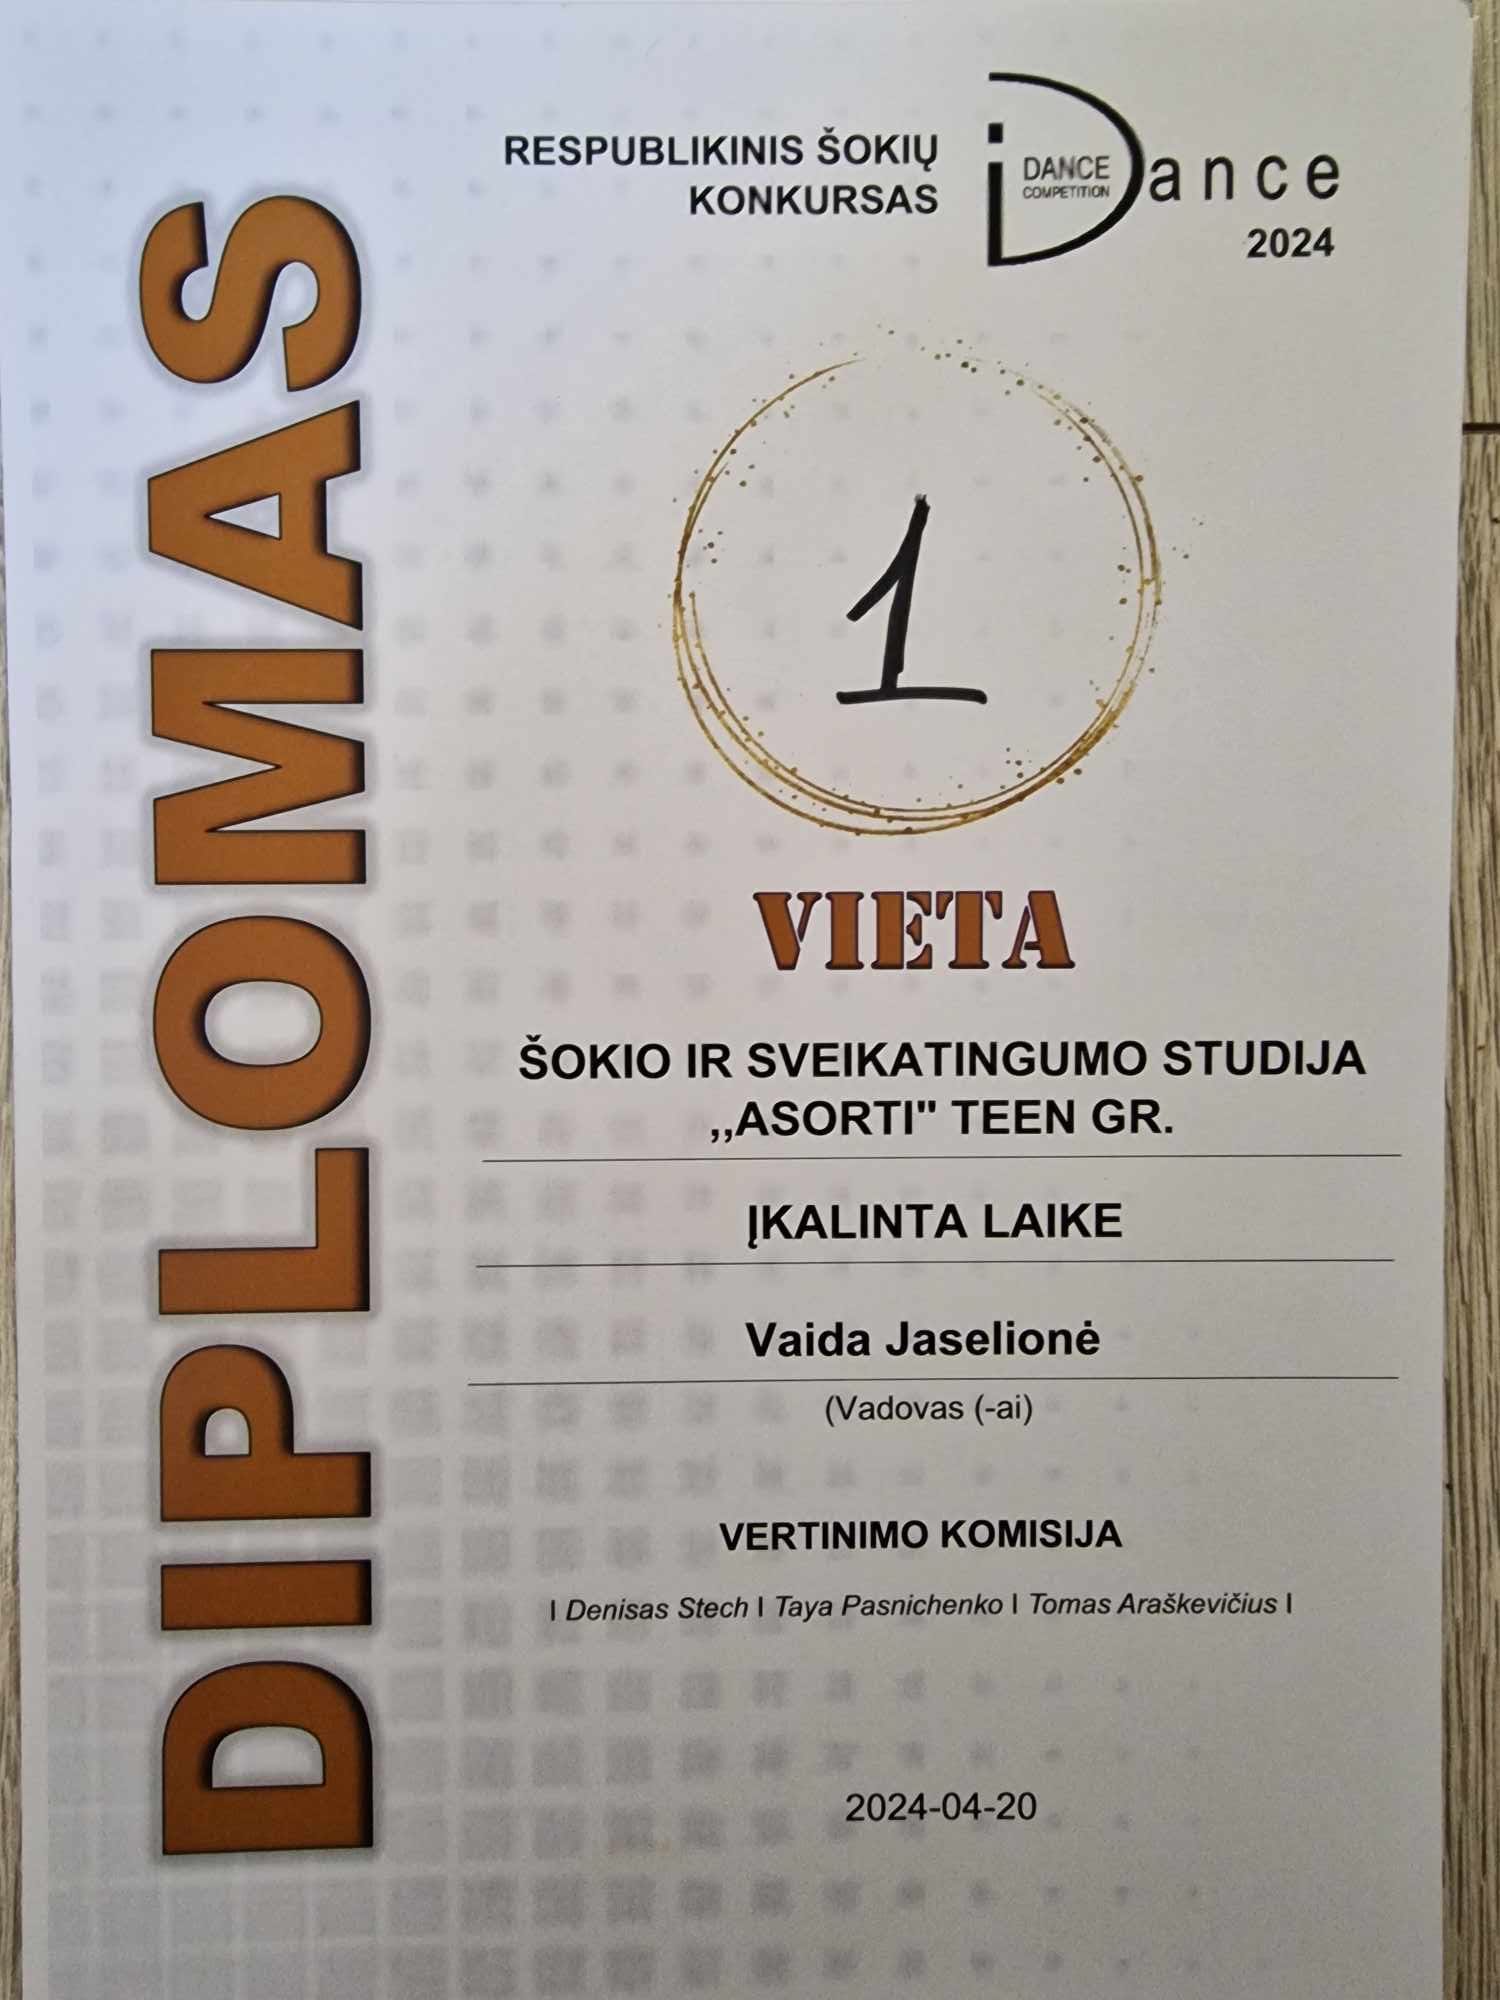 DIPLOMAS
RESPUBLIKINIS ŠOKIŲ
KONKURSAS
iDance
DANCE
COMPETITION
2024
1
VIETA
ŠOKIO IR SVEIKATINGUMO STUDIJA
,,ASORTI" TEEN GR.
ĮKALINTA LAIKE
Vaida Jaselionė
(Vadovas (-ai)
VERTINIMO KOMISIJA
I Denisas Stech I Taya Pasnichenko I Tomas Araškevičius I
2024-04-20